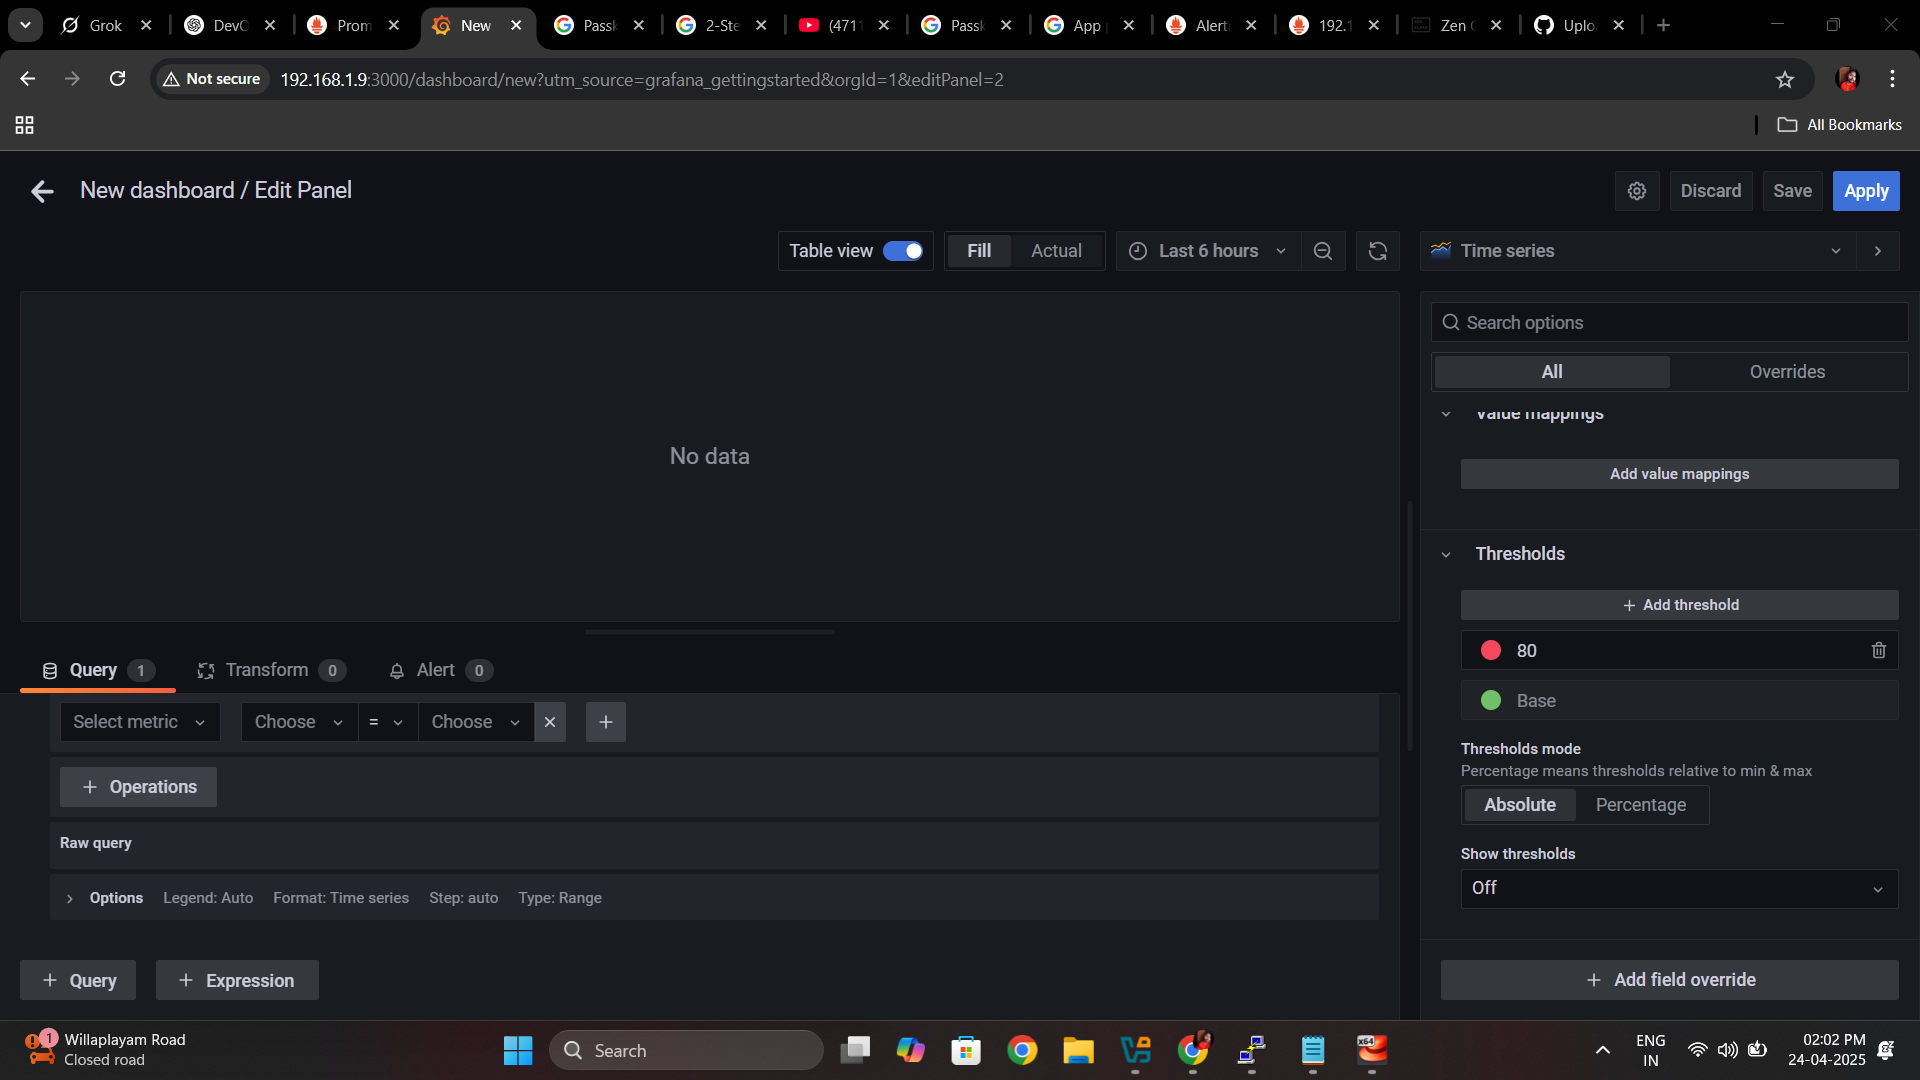 Grok
DevO
Prom
New
Passk
2-Ste
(471
Passk
App
Alert
192.1
Zen
Uplo
Not secure
192.168.1.9:3000/dashboard/new?utm_source=grafana_gettingstarted&orgId=1&editPanel=2
All Bookmarks
New dashboard / Edit Panel
Discard
Save
Apply
Table view
Fill
Actual
Last 6 hours
Time series
Search options
All
Overrides
Value mappings
Add value mappings
No data
Thresholds
+ Add threshold
80
Base
Thresholds mode
Percentage means thresholds relative to min & max
Absolute
Percentage
Show thresholds
Off
+ Add field override
Query 1
Transform 0
Alert 0
Select metric
Choose
=
Choose
+
+ Operations
Raw query
Options Legend: Auto Format: Time series Step: auto Type: Range
+ Query
+ Expression
1
Willaplayam Road
Closed road
Search
x64
ENG
IN
02:02 PM
24-04-2025